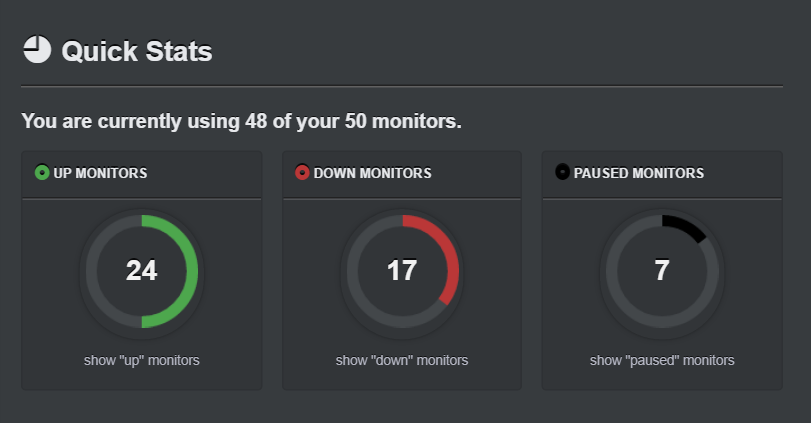 Quick Stats
You are currently using 48 of your 50 monitors.
UP MONITORS
24
show "up" monitors
DOWN MONITORS
17
show "down" monitors
PAUSED MONITORS
7
show "paused" monitors